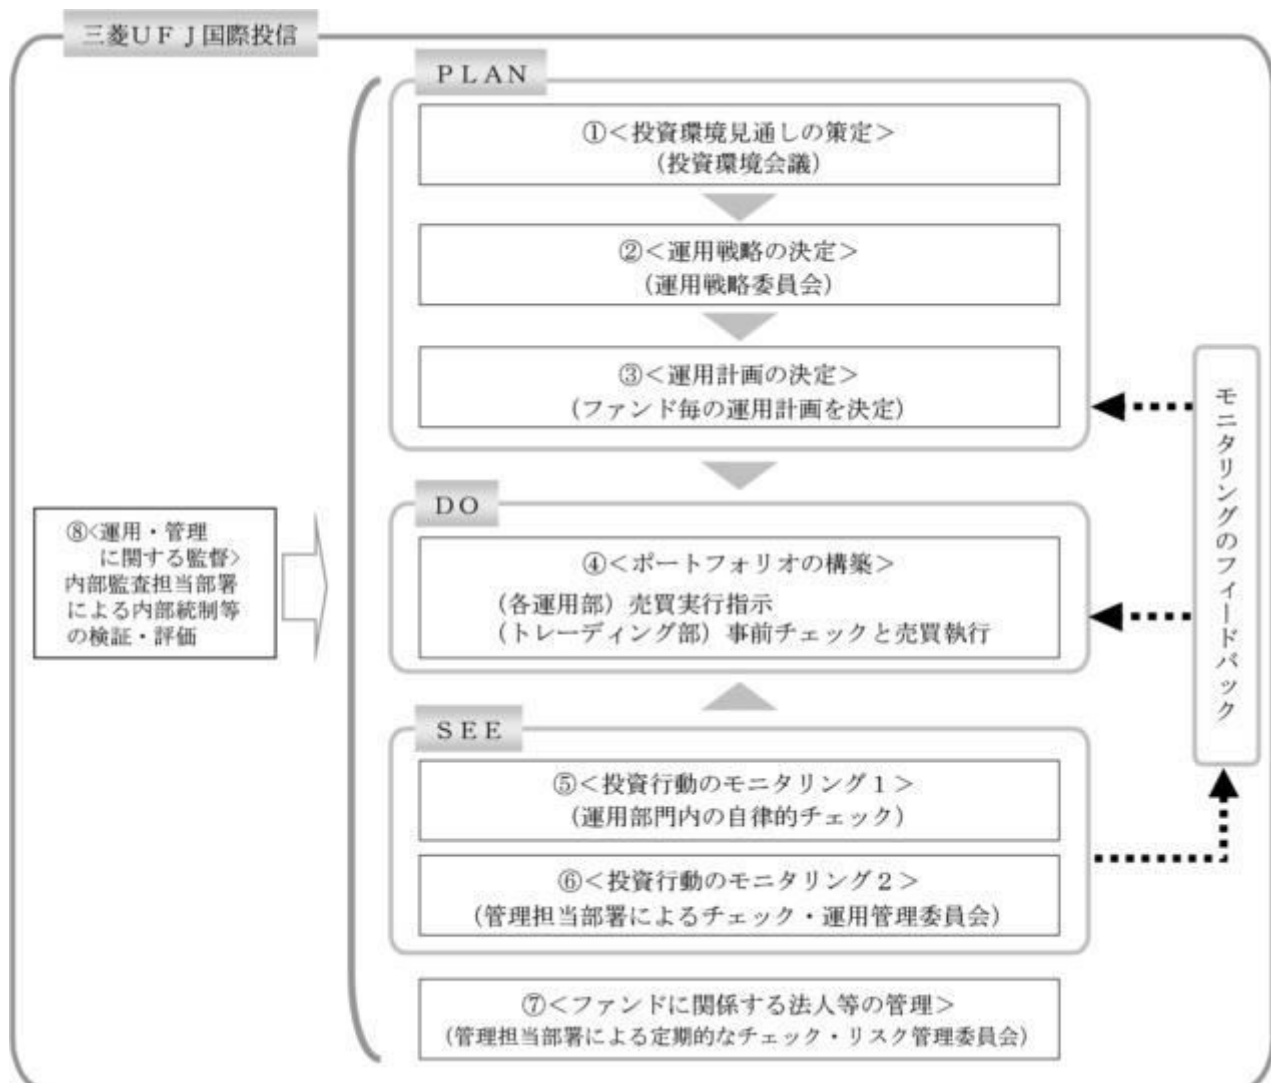 三菱ＵＦＪ国際投信
ＰＬＡＮ
①＜投資環境見通しの策定＞
（投資環境会議）
②＜運用戦略の決定＞
（運用戦略委員会）
③＜運用計画の決定＞
（ファンド毎の運用計画を決定）
ＤＯ
④＜ポートフォリオの構築＞
（各運用部）売買実行指示
（トレーディング部）事前チェックと売買執行
ＳＥＥ
⑤＜投資行動のモニタリング１＞
（運用部門内の自律的チェック）
⑥＜投資行動のモニタリング２＞
（管理担当部署によるチェック・運用管理委員会）
⑦＜ファンドに関係する法人等の管理＞
（管理担当部署による定期的なチェック・リスク管理委員会）
⑧<運用・管理
に関する監督>
内部監査担当部署
による内部統制等
の検証・評価
モニタリングのフィードバック